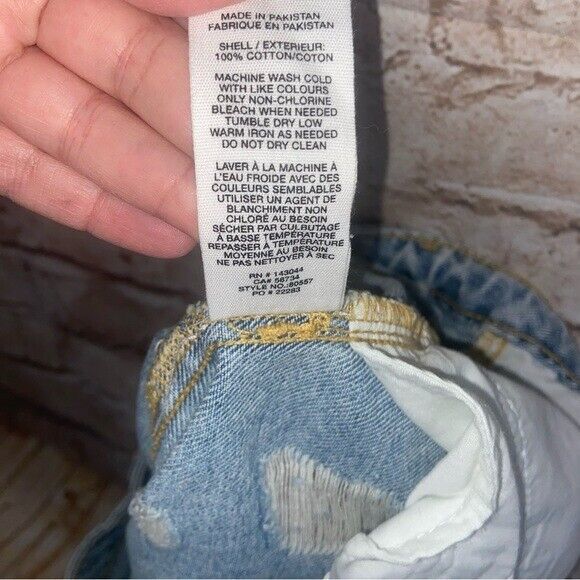 MADE IN PAKISTAN
FABRIQUE EN PAKISTAN
SHELL / EXTERIEUR:
100% COTTON/COTON
MACHINE WASH COLD
WITH LIKE COLOURS
ONLY NON-CHLORINE
BLEACH WHEN NEEDED
TUMBLE DRY LOW
WARM IRON AS NEEDED
DO NOT DRY CLEAN
LAVER À LA MACHINE À
L'EAU FROIDE AVEC DES
COULEURS SEMBLABLES
UTILISER UN AGENT DE
BLANCHIMENT NON
CHLORÉ AU BESOIN
SÉCHER PAR CULBUTAGE
À BASSE TEMPÉRATURE
REPASSER À TEMPÉRATURE
MOYENNE AU BESOIN
NE PAS NETTOYER À SEC
RN # 143044
CA# 56734
STYLE NO.:80557
PO # 22283